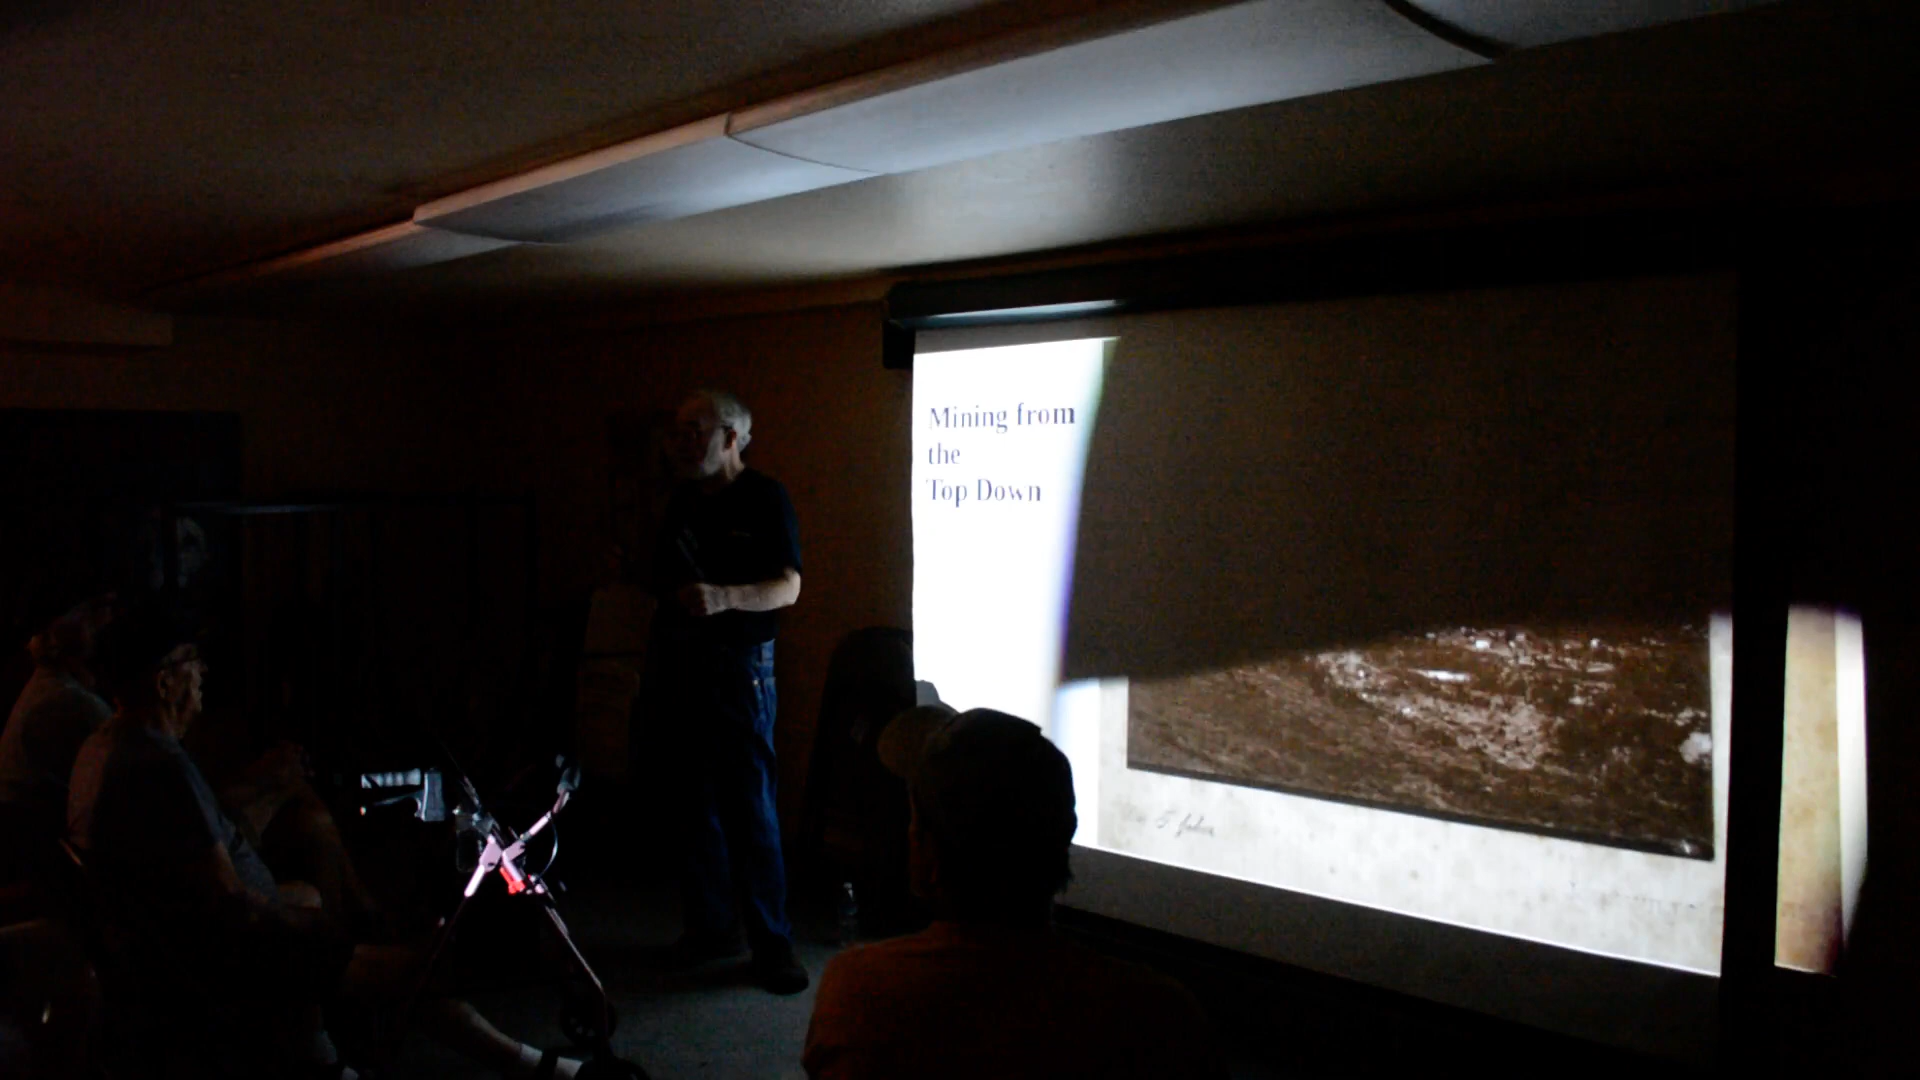 Mining from
the
Top Down